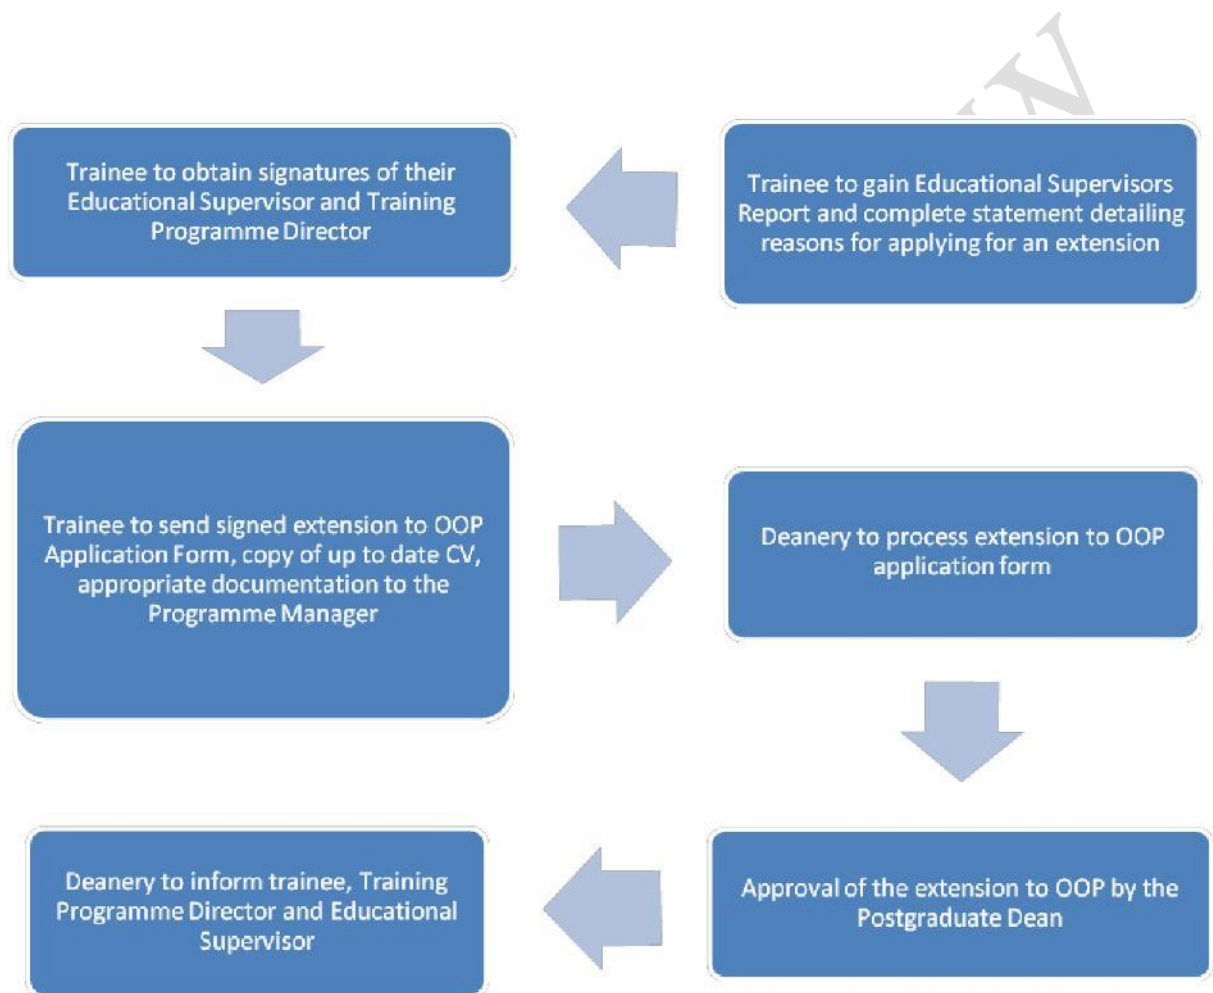 Trainee to gain Educational Supervisors
Report and complete statement detailing
reasons for applying for an extension
Trainee to obtain signatures of their
Educational Supervisor and Training
Programme Director
Trainee to send signed extension to OOP
Application Form, copy of up to date CV,
appropriate documentation to the
Programme Manager
Deanery to process extension to OOP
application form
Approval of the extension to OOP by the
Postgraduate Dean
Deanery to inform trainee, Training
Programme Director and Educational
Supervisor